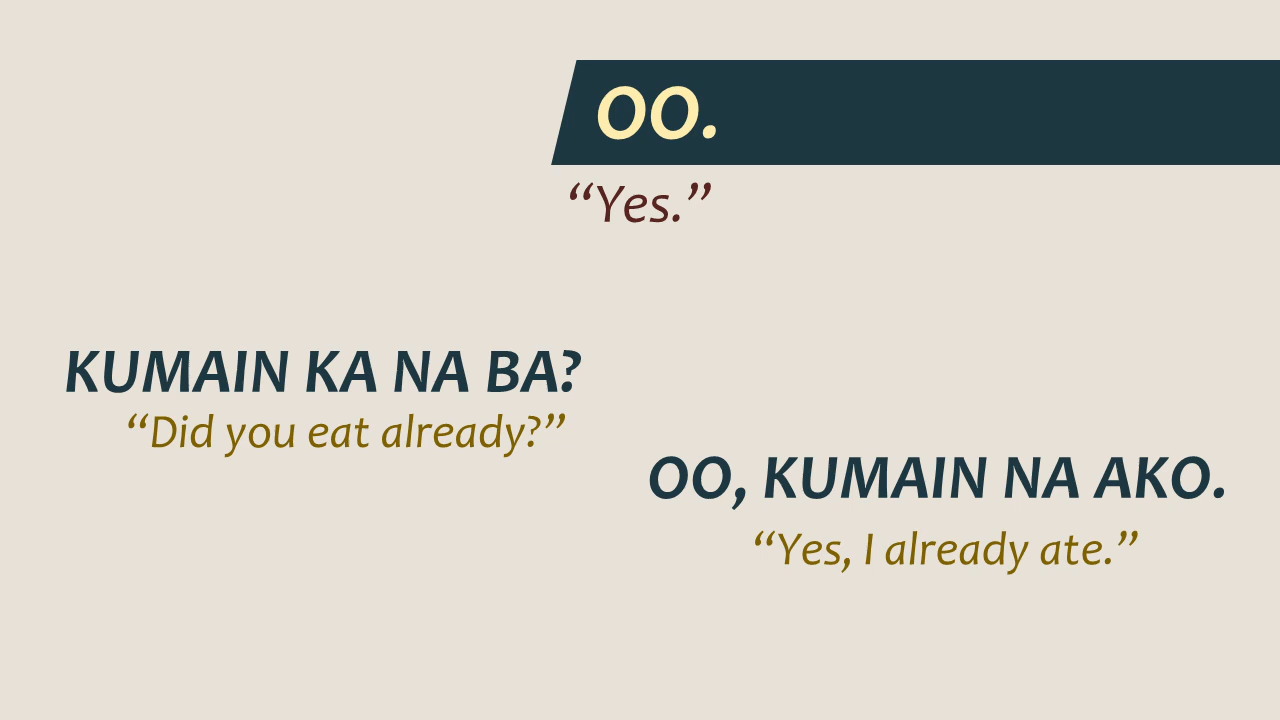 OO.
“Yes.”
KUMAIN KA NA BA?
“Did you eat already?”
OO, KUMAIN NA AKO.
“Yes, I already ate.”